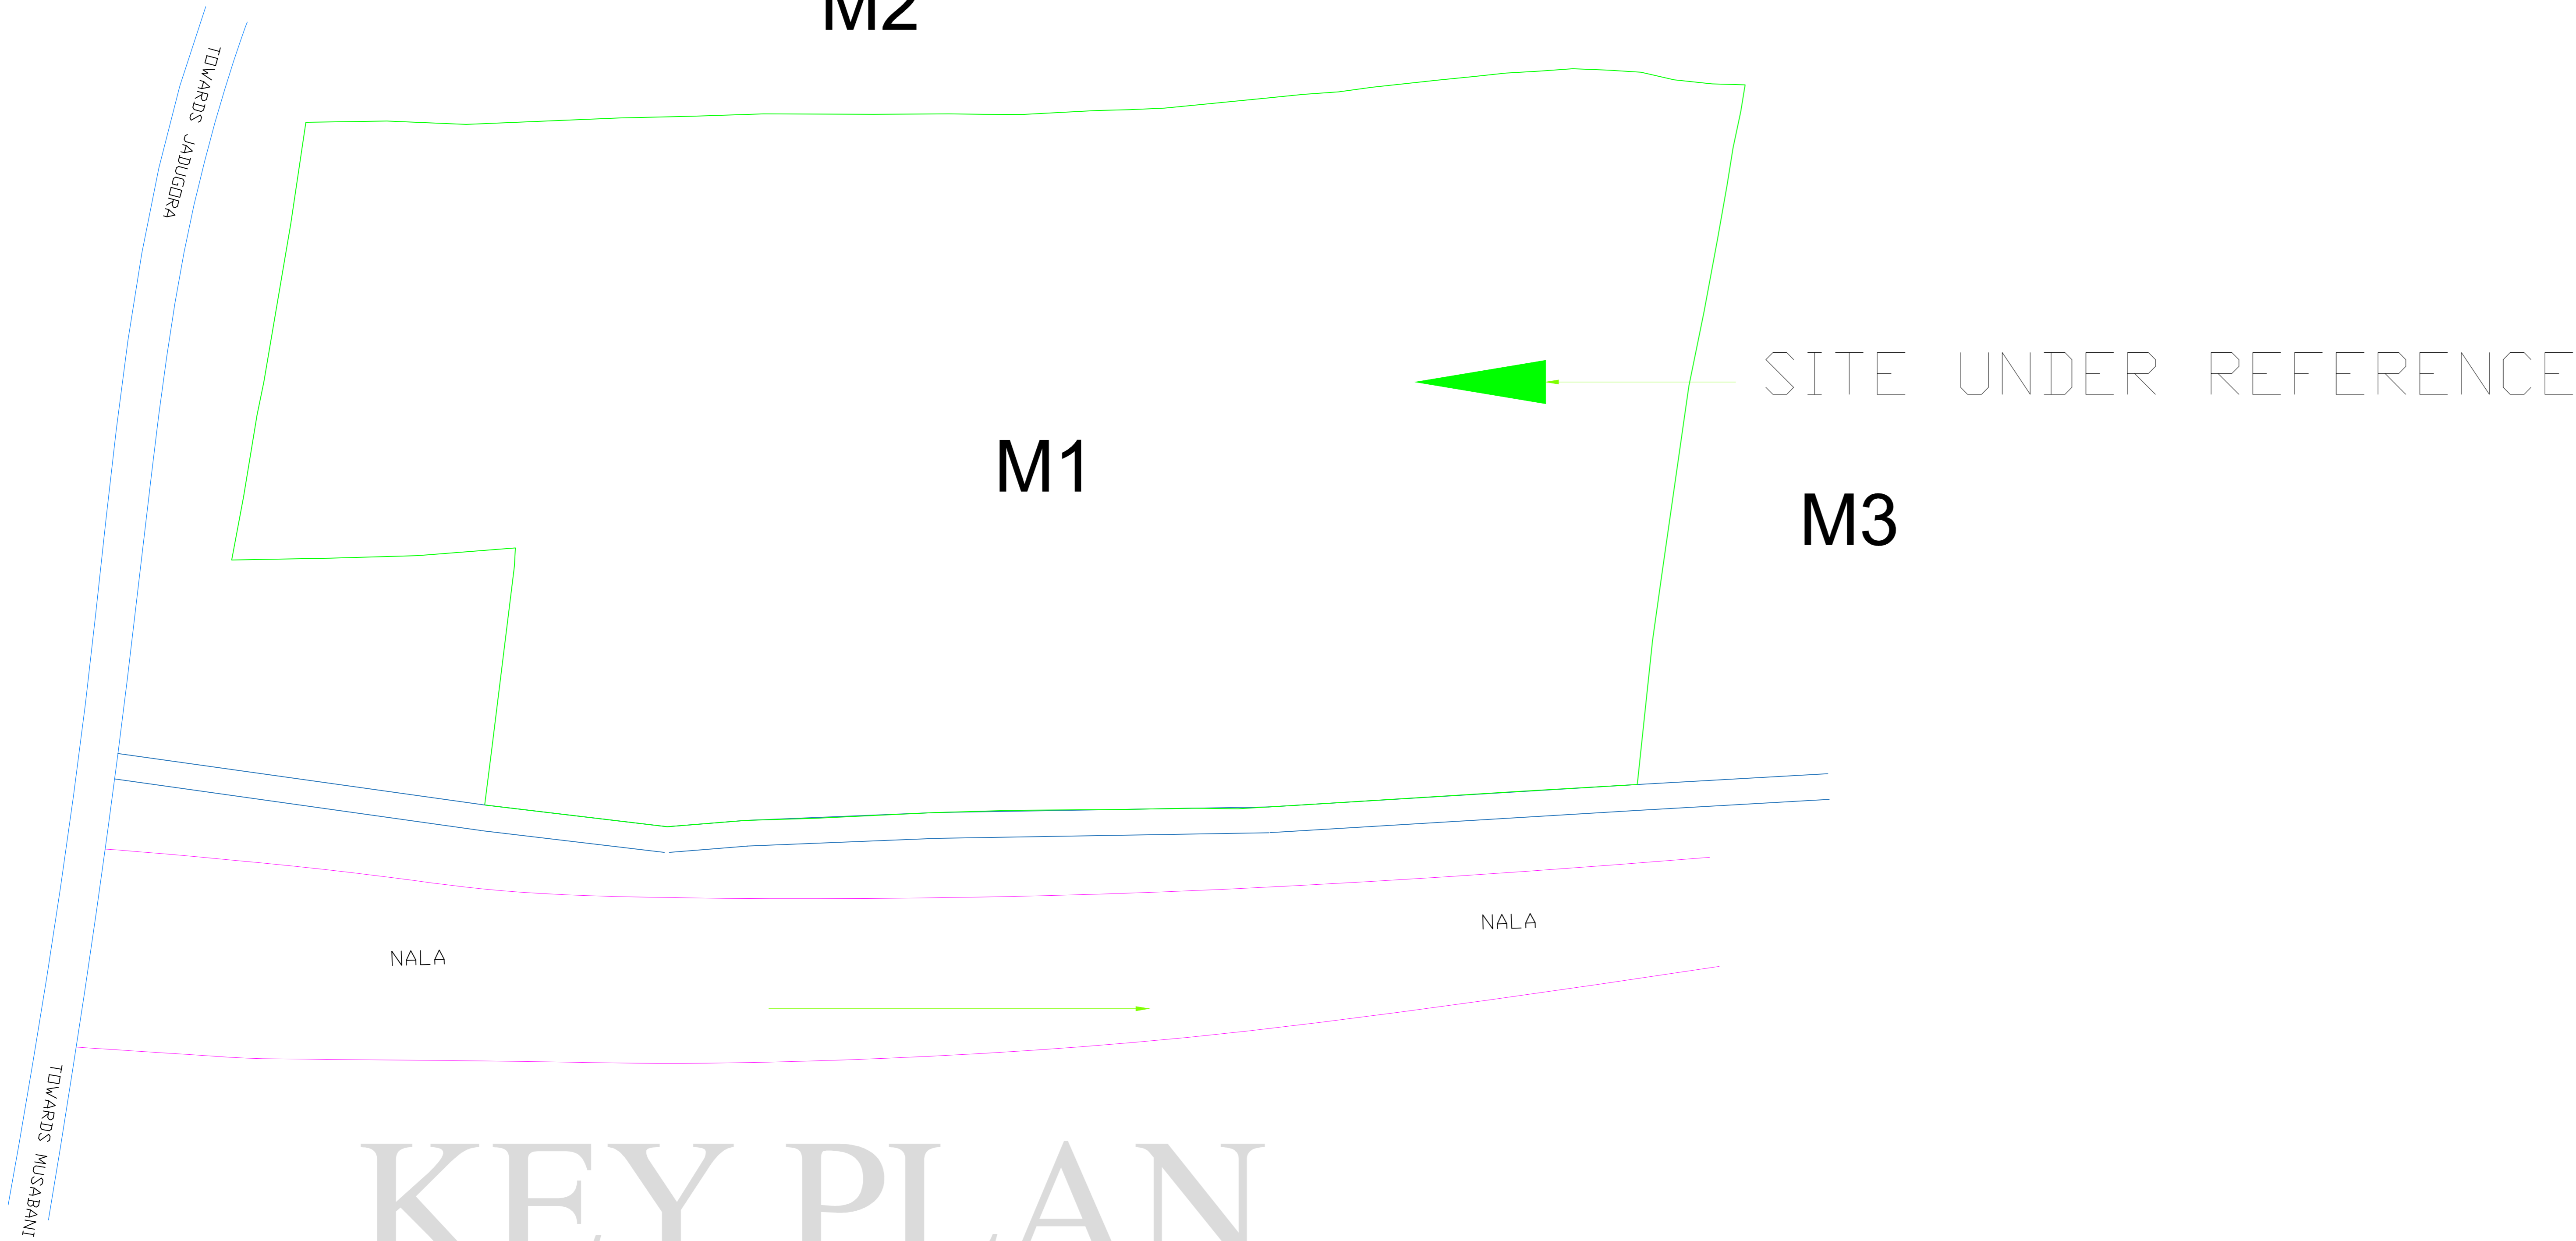 M2
TOWARDS JADUGORA
SITE UNDER REFERENCE
M1
M3
NALA
NALA
TOWARDS MUSABANI
KEY PLAN